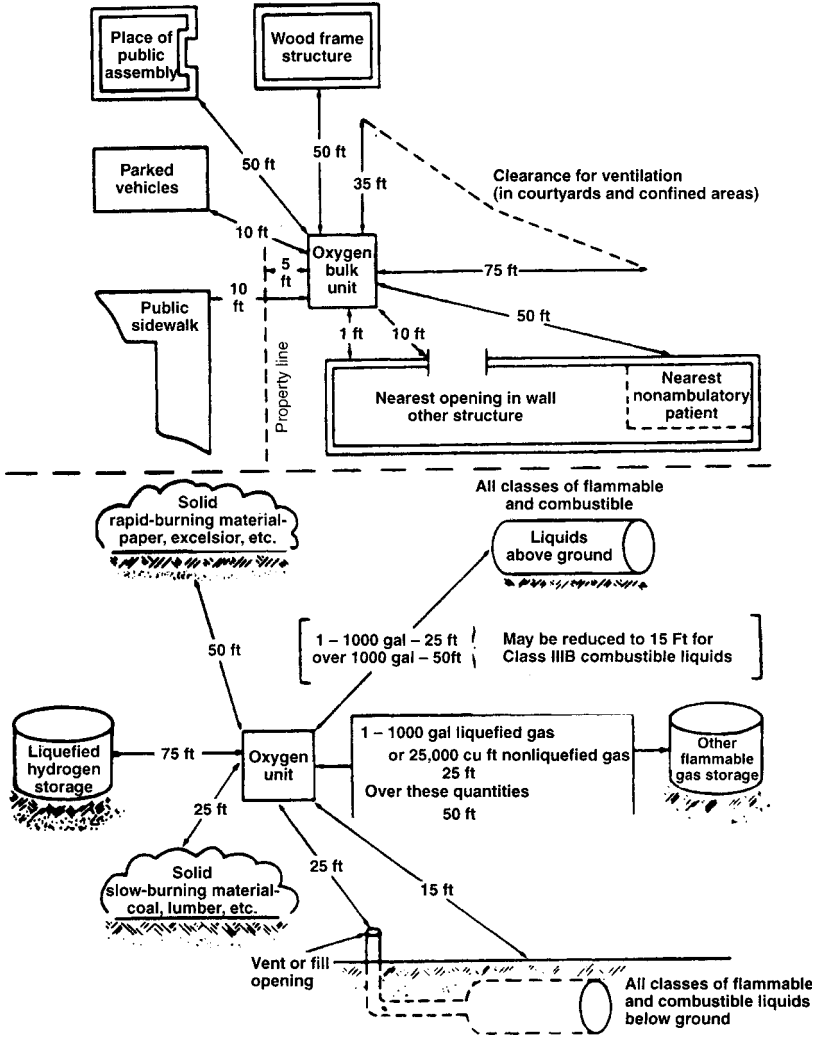 Place of
public
assembly
Wood frame
structure
50 ft
50 ft
35 ft
Clearance for ventilation
(in courtyards and confined areas)
Parked
vehicles
10 ft
5
ft
Oxygen
bulk
unit
75 ft
10
ft
Public
sidewalk
50 ft
1 ft
10 ft
Property line
Nearest opening in wall
other structure
Nearest
nonambulatory
patient
Solid
rapid-burning material-
paper, excelsior, etc.
All classes of flammable
and combustible
Liquids
above ground
50 ft
1 – 1000 gal – 25 ft
over 1000 gal – 50ft
May be reduced to 15 Ft for
Class IIIB combustible liquids
Liquefied
hydrogen
storage
75 ft
Oxygen
unit
1 – 1000 gal liquefied gas
or 25,000 cu ft nonliquefied gas
25 ft
Over these quantities
50 ft
Other
flammable
gas storage
25 ft
Solid
slow-burning material-
coal, lumber, etc.
25 ft
15 ft
Vent or fill
opening
All classes of flammable
and combustible liquids
below ground